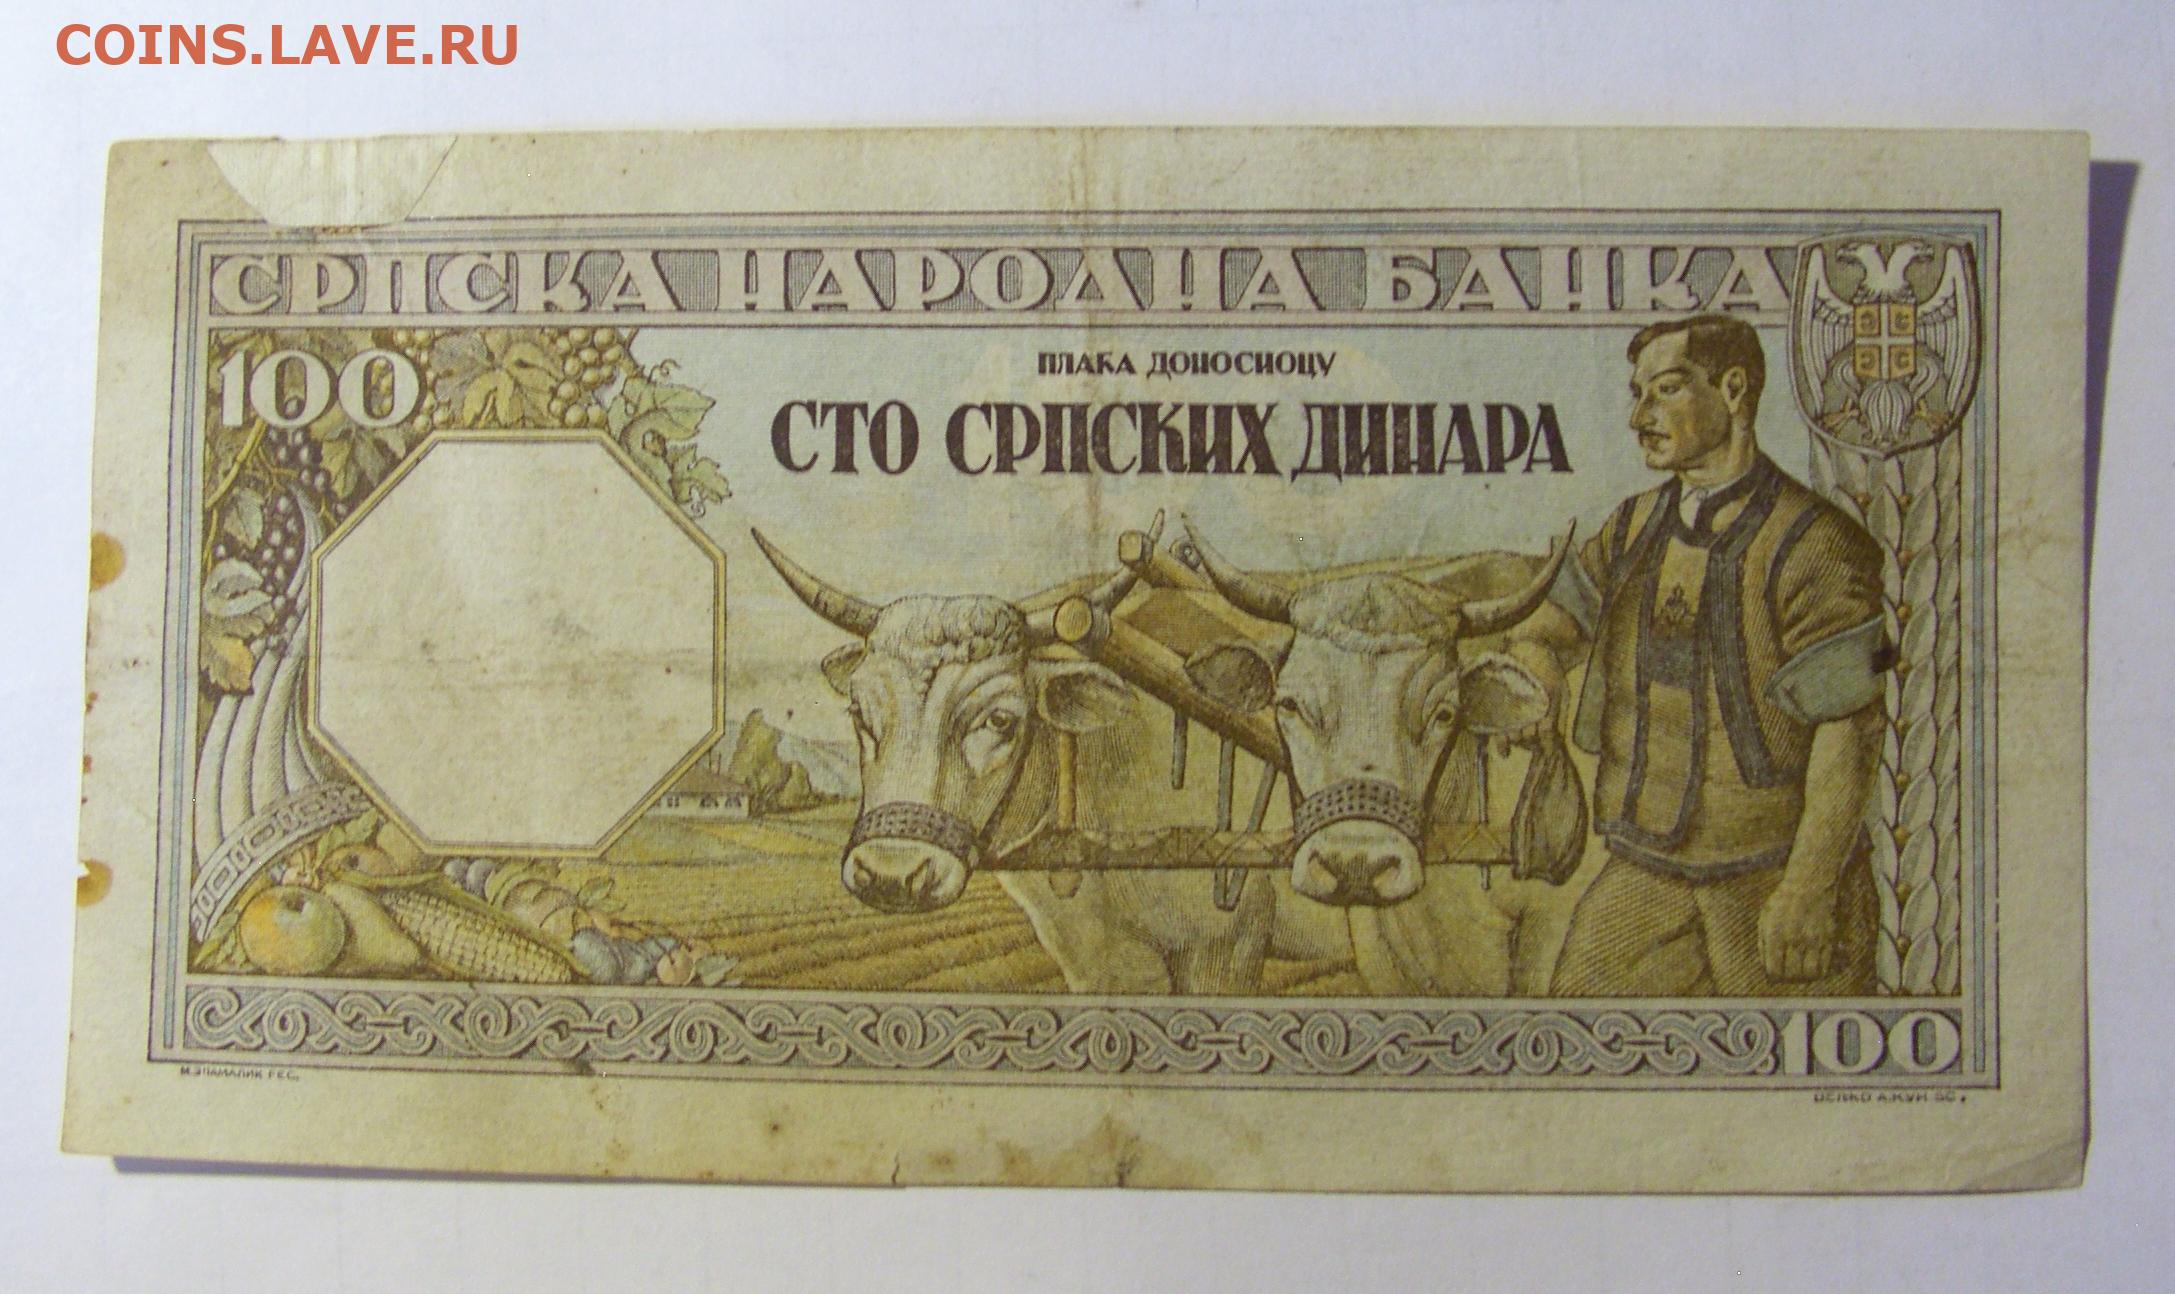 COINS.LAVE.RU
СРПСКА НАРОДНА БАНКА
100
ПЛАЋА ДОНОСИОЦУ
СТО СРПСКИХ ДИНАРА
100